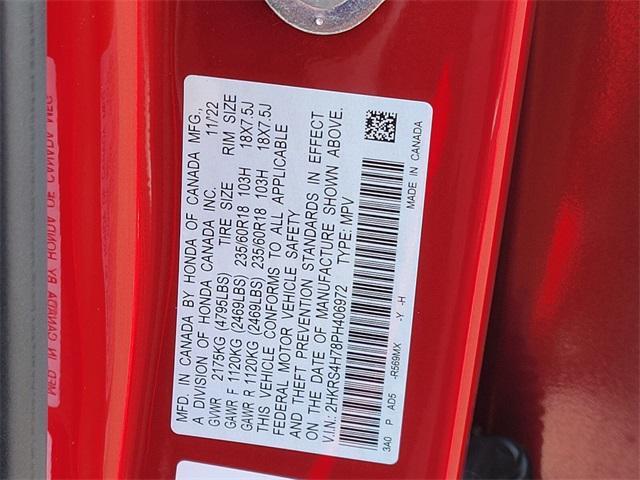 MFD. IN CANADA BY HONDA OF CANADA MFG.,
A DIVISION OF HONDA CANADA INC. 11/22
GVWR 2175KG (4795LBS) TIRE SIZE RIM SIZE
GAWR F 1120KG (2469LBS) 235/60R18 103H 18X7.5J
GAWR R 1120KG (2469LBS) 235/60R18 103H 18X7.5J
THIS VEHICLE CONFORMS TO ALL APPLICABLE
FEDERAL MOTOR VEHICLE SAFETY
AND THEFT PREVENTION STANDARDS IN EFFECT
ON THE DATE OF MANUFACTURE SHOWN ABOVE.
V.I.N.: 2HKRS4H78PH406972 TYPE: MPV
3A0 P AD5 -R569MX -Y -H MADE IN CANADA